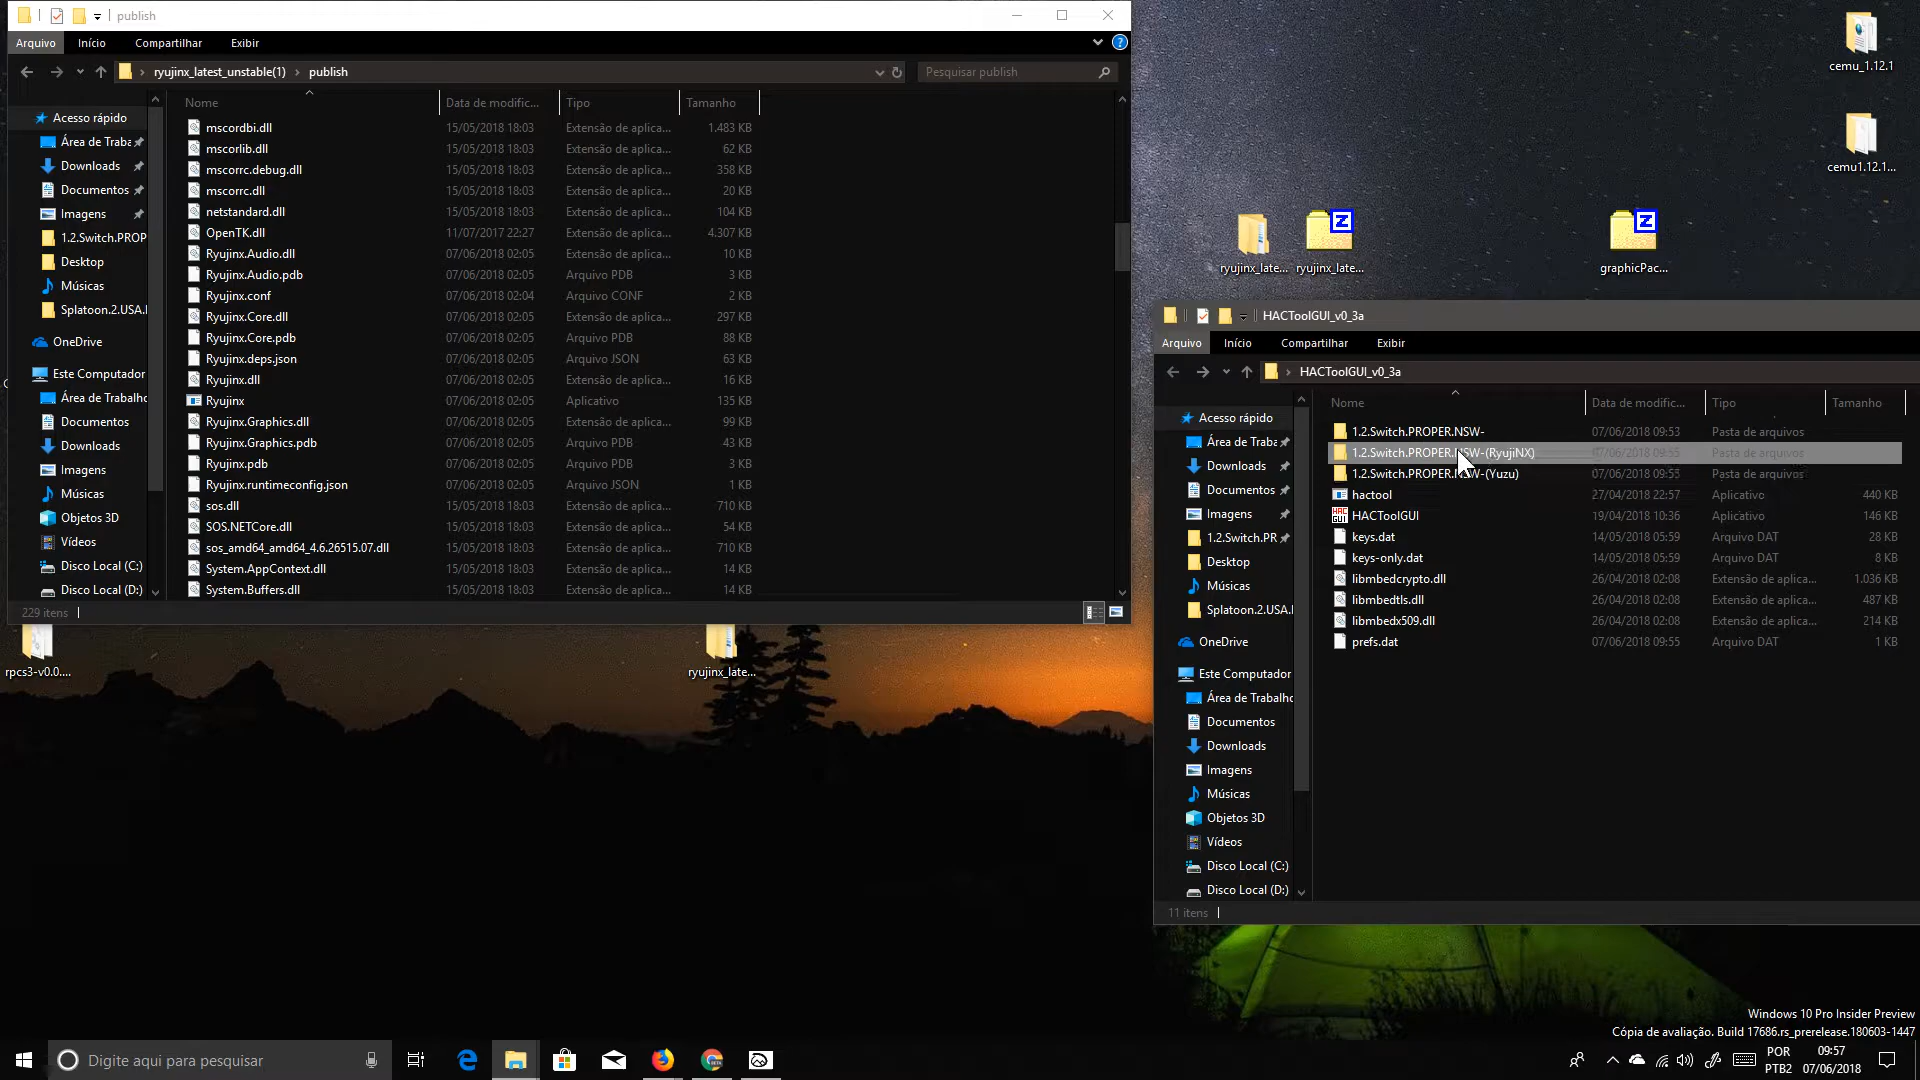 publish
Arquivo Início Compartilhar Exibir
ryujinx_latest_unstable(1) › publish
Pesquisar publish
Acesso rápido
Área de Traba
Downloads
Documentos
Imagens
1.2.Switch.PROP
Desktop
Músicas
Splatoon.2.USA.
OneDrive
Este Computador
Área de Trabalho
Documentos
Downloads
Imagens
Músicas
Objetos 3D
Vídeos
Disco Local (C:)
Disco Local (D:)
Nome Data de modific... Tipo Tamanho
mscordbi.dll 15/05/2018 18:03 Extensão de aplica... 1.483 KB
mscorlib.dll 15/05/2018 18:03 Extensão de aplica... 62 KB
mscorrc.debug.dll 15/05/2018 18:03 Extensão de aplica... 358 KB
mscorrc.dll 15/05/2018 18:03 Extensão de aplica... 20 KB
netstandard.dll 15/05/2018 18:03 Extensão de aplica... 104 KB
OpenTK.dll 11/07/2017 22:27 Extensão de aplica... 4.307 KB
Ryujinx.Audio.dll 07/06/2018 02:05 Extensão de aplica... 10 KB
Ryujinx.Audio.pdb 07/06/2018 02:05 Arquivo PDB 3 KB
Ryujinx.conf 07/06/2018 02:04 Arquivo CONF 2 KB
Ryujinx.Core.dll 07/06/2018 02:05 Extensão de aplica... 297 KB
Ryujinx.Core.pdb 07/06/2018 02:05 Arquivo PDB 88 KB
Ryujinx.deps.json 07/06/2018 02:05 Arquivo JSON 63 KB
Ryujinx.dll 07/06/2018 02:05 Extensão de aplica... 16 KB
Ryujinx 07/06/2018 02:05 Aplicativo 135 KB
Ryujinx.Graphics.dll 07/06/2018 02:05 Extensão de aplica... 99 KB
Ryujinx.Graphics.pdb 07/06/2018 02:05 Arquivo PDB 43 KB
Ryujinx.pdb 07/06/2018 02:05 Arquivo PDB 3 KB
Ryujinx.runtimeconfig.json 07/06/2018 02:05 Arquivo JSON 1 KB
sos.dll 15/05/2018 18:03 Extensão de aplica... 710 KB
SOS.NETCore.dll 15/05/2018 18:03 Extensão de aplica... 54 KB
sos_amd64_amd64_4.6.26515.07.dll 15/05/2018 18:03 Extensão de aplica... 710 KB
System.AppContext.dll 15/05/2018 18:03 Extensão de aplica... 14 KB
System.Buffers.dll 15/05/2018 18:03 Extensão de aplica... 14 KB
229 itens
cemu_1.12.1
cemu1.12.1...
ryujinx_late...
ryujinx_late...
graphicPac...
rpcs3-v0.0....
ryujinx_late...
HACToolGUI_v0_3a
Arquivo Início Compartilhar Exibir
HACToolGUI_v0_3a
Acesso rápido
Área de Traba
Downloads
Documentos
Imagens
1.2.Switch.PR
Desktop
Músicas
Splatoon.2.USA.
OneDrive
Este Computador
Área de Trabalho
Documentos
Downloads
Imagens
Músicas
Objetos 3D
Vídeos
Disco Local (C:)
Disco Local (D:)
Nome Data de modific... Tipo Tamanho
1.2.Switch.PROPER.NSW- 07/06/2018 09:53 Pasta de arquivos
1.2.Switch.PROPER.NSW-(RyujiNX) 07/06/2018 09:55 Pasta de arquivos
1.2.Switch.PROPER.NSW-(Yuzu) 07/06/2018 09:55 Pasta de arquivos
hactool 27/04/2018 22:57 Aplicativo 440 KB
HACToolGUI 19/04/2018 10:36 Aplicativo 146 KB
keys.dat 14/05/2018 05:59 Arquivo DAT 28 KB
keys-only.dat 14/05/2018 05:59 Arquivo DAT 8 KB
libmbedcrypto.dll 26/04/2018 02:08 Extensão de aplica... 1.036 KB
libmbedtls.dll 26/04/2018 02:08 Extensão de aplica... 487 KB
libmbedx509.dll 26/04/2018 02:08 Extensão de aplica... 214 KB
prefs.dat 07/06/2018 09:55 Arquivo DAT 1 KB
11 itens
Windows 10 Pro Insider Preview
Cópia de avaliação. Build 17686.rs_prerelease.180603-1447
Digite aqui para pesquisar
POR
PTB2
09:57
07/06/2018